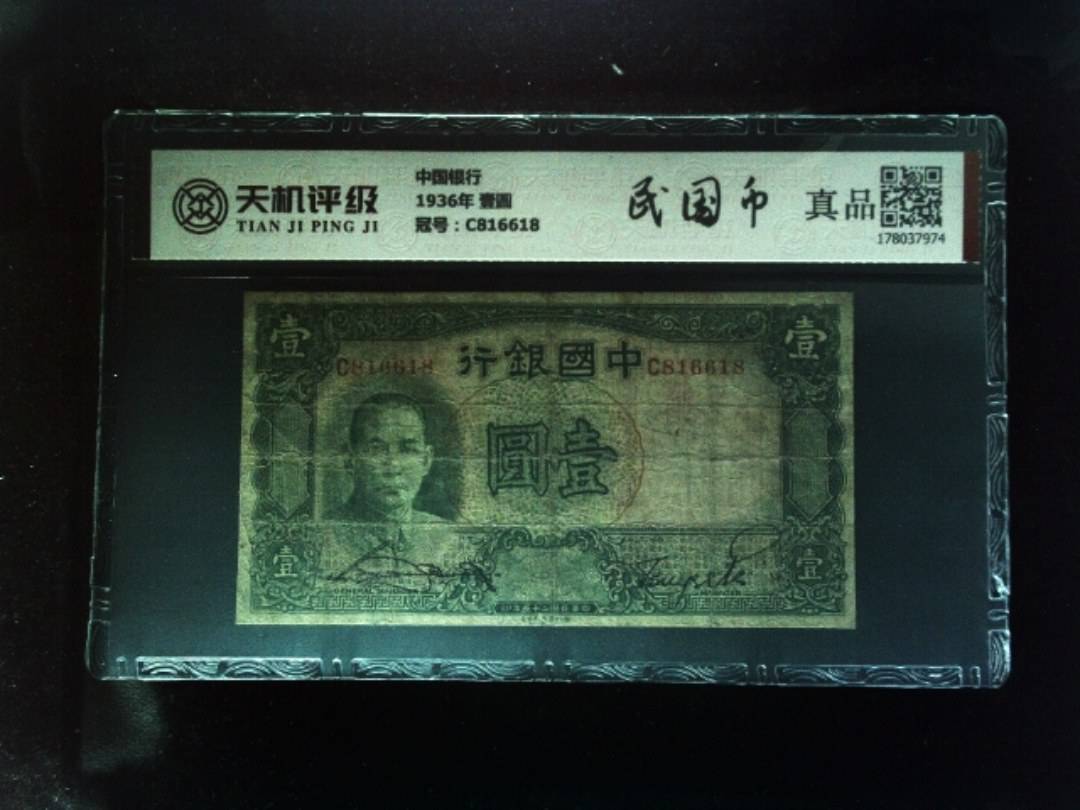 天机评级
TIAN JI PING JI
中国银行
1936年 壹圆
冠号：C816618
民国币
真品
178037974
壹
壹
C816618
行銀國中
C816618
圓壹
壹
壹